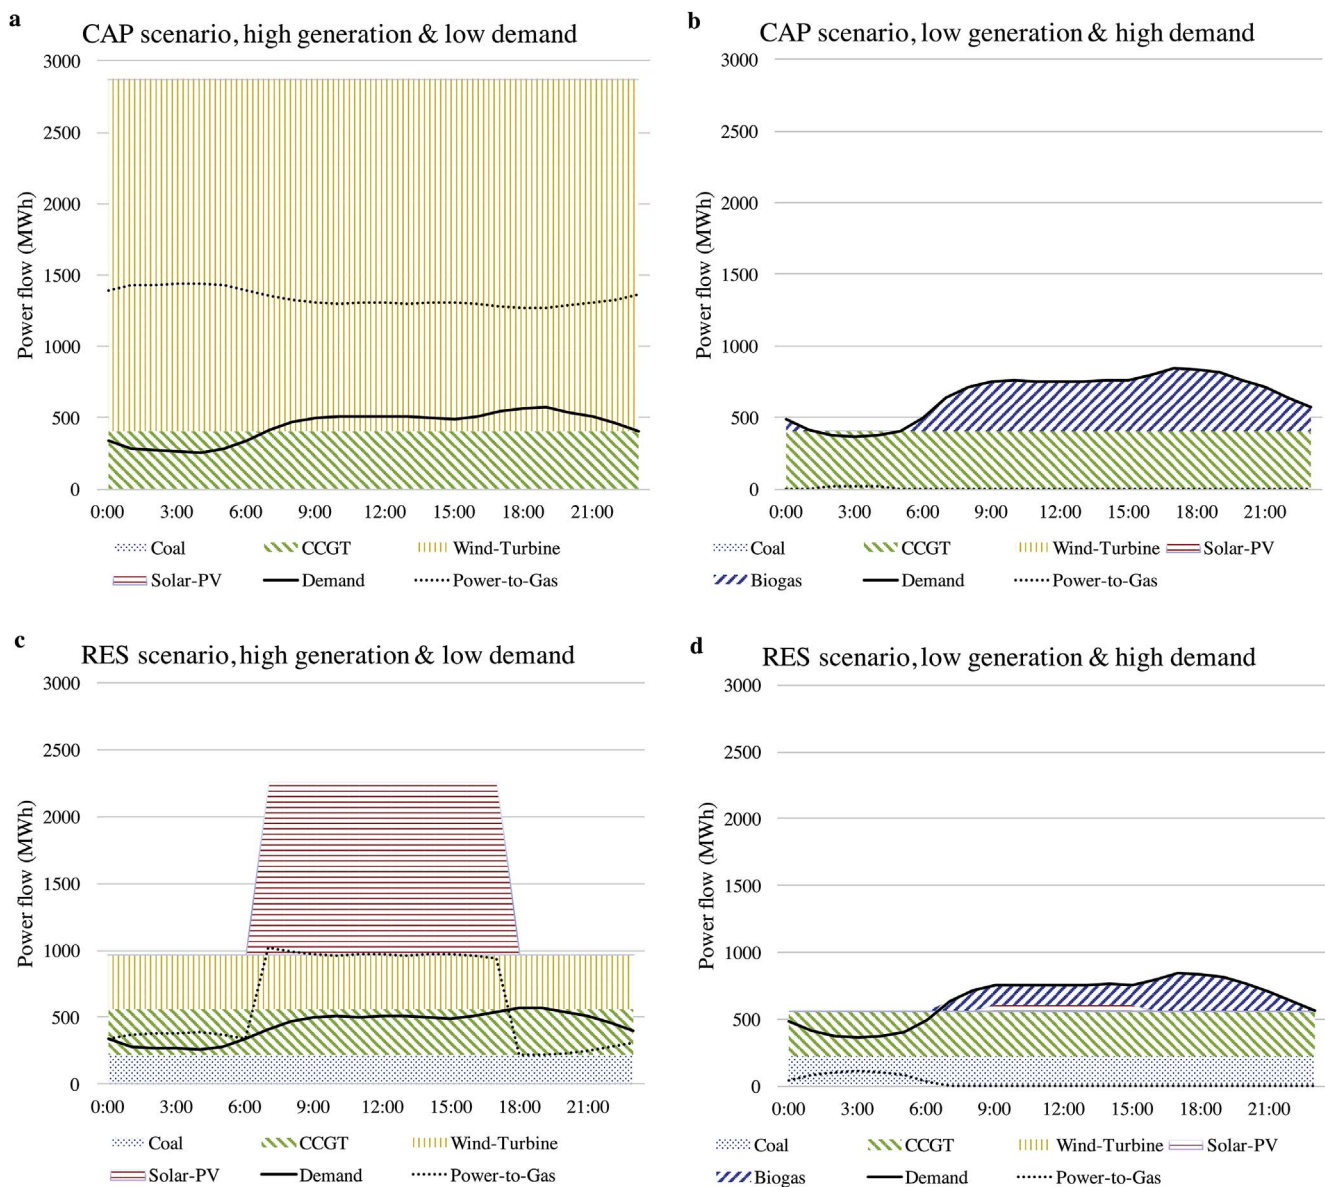 a
CAP scenario, high generation & low demand
3000
2500
2000
1500
1000
500
0
Power flow (MWh)
0:00 3:00 6:00 9:00 12:00 15:00 18:00 21:00
Coal CCGT Wind-Turbine
Solar-PV Demand Power-to-Gas
b
CAP scenario, low generation & high demand
3000
2500
2000
1500
1000
500
0
Power flow (MWh)
0:00 3:00 6:00 9:00 12:00 15:00 18:00 21:00
Coal CCGT Wind-Turbine Solar-PV
Biogas Demand Power-to-Gas
c
RES scenario, high generation & low demand
3000
2500
2000
1500
1000
500
0
Power flow (MWh)
0:00 3:00 6:00 9:00 12:00 15:00 18:00 21:00
Coal CCGT Wind-Turbine
Solar-PV Demand Power-to-Gas
d
RES scenario, low generation & high demand
3000
2500
2000
1500
1000
500
0
Power flow (MWh)
0:00 3:00 6:00 9:00 12:00 15:00 18:00 21:00
Coal CCGT Wind-Turbine Solar-PV
Biogas Demand Power-to-Gas